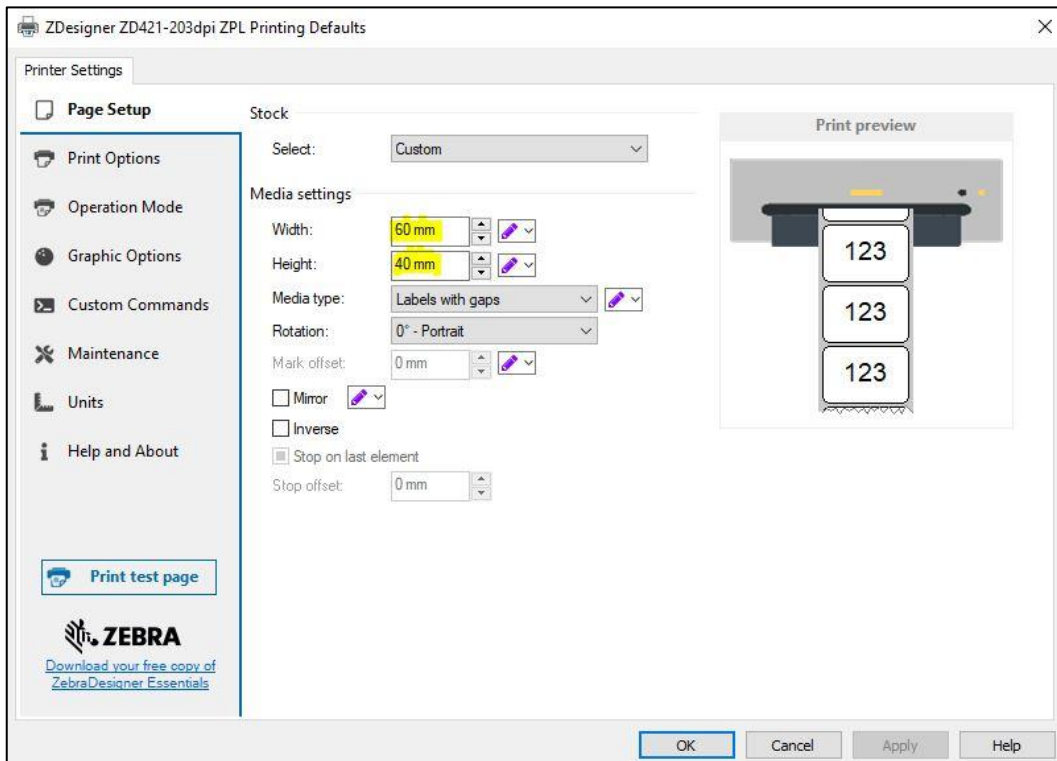 ZDesigner ZD421-203dpi ZPL Printing Defaults
Printer Settings
Page Setup
Print Options
Operation Mode
Graphic Options
Custom Commands
Maintenance
Units
Help and About
Print test page
ZEBRA
Download your free copy of
ZebraDesigner Essentials
Stock
Select: Custom
Media settings
Width: 60 mm
Height: 40 mm
Media type: Labels with gaps
Rotation: 0° - Portrait
Mark offset: 0 mm
Mirror
Inverse
Stop on last element
Stop offset: 0 mm
Print preview
123
123
123
OK Cancel Apply Help